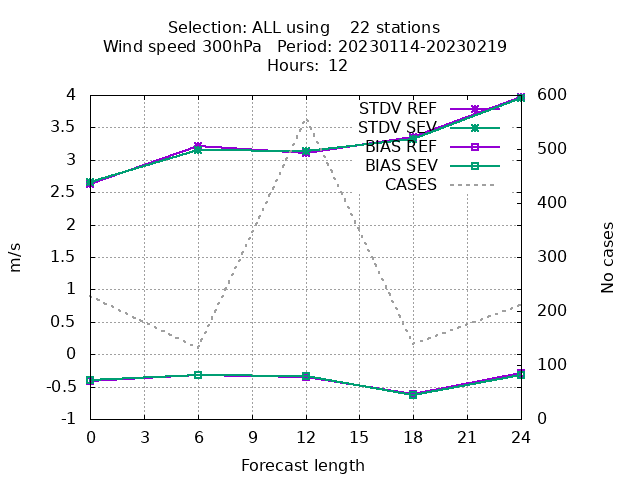 Selection: ALL using    22 stations
Wind speed 300hPa   Period: 20230114-20230219
Hours:  12
STDV REF
STDV SEV
BIAS REF
BIAS SEV
CASES
4
3.5
3
2.5
2
1.5
1
0.5
0
-0.5
-1
m/s
600
500
400
300
200
100
0
No cases
0 3 6 9 12 15 18 21 24
Forecast length